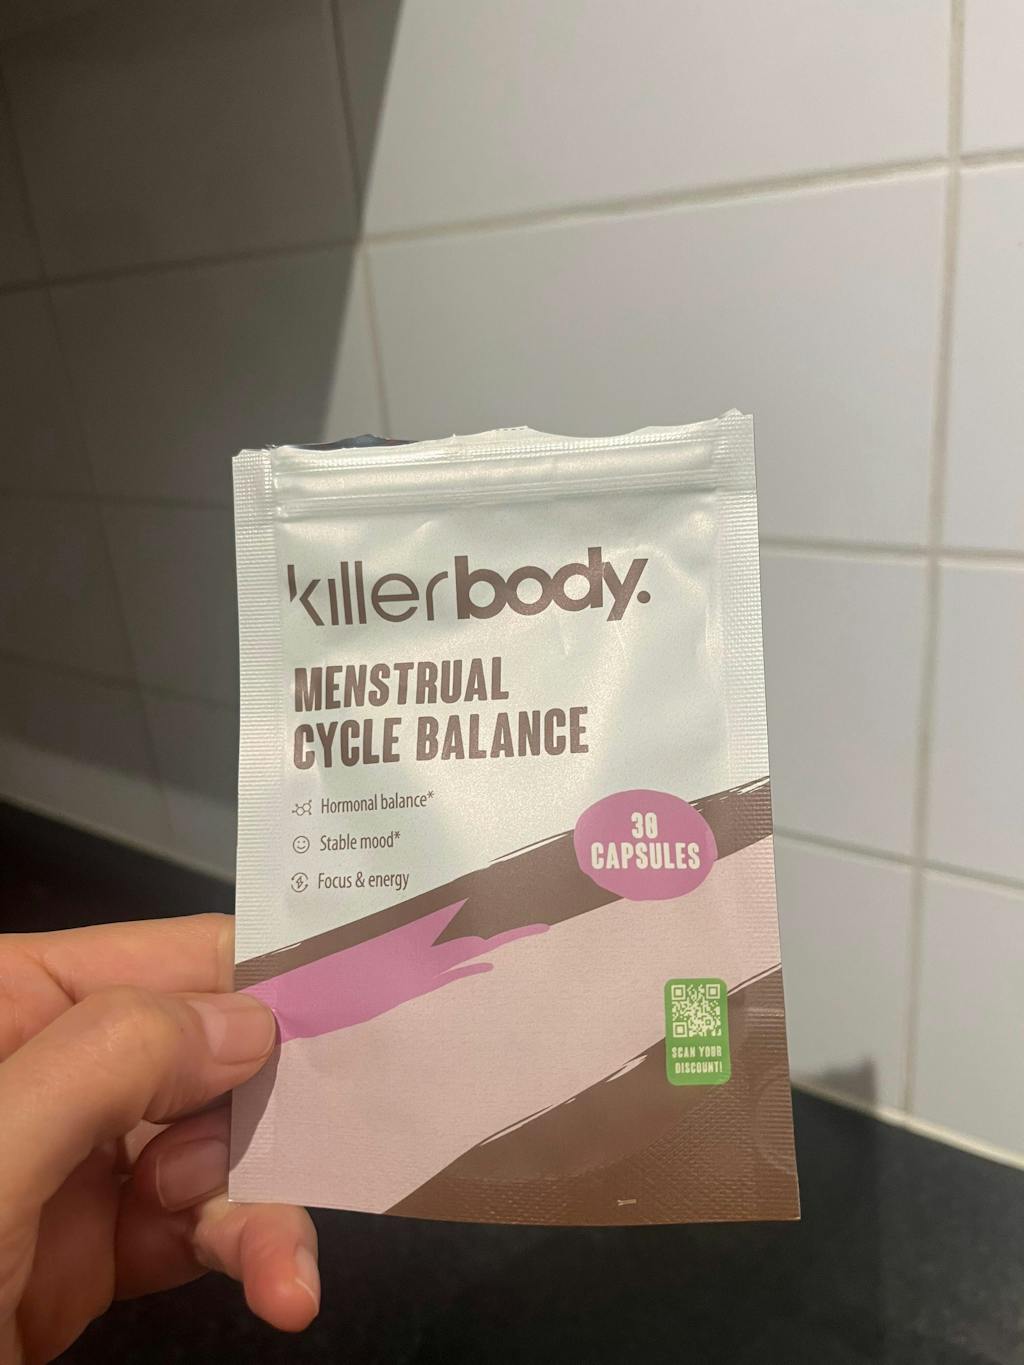 killerbody.
MENSTRUAL
CYCLE BALANCE
Hormonal balance*
Stable mood*
Focus & energy
30
CAPSULES
SCAN YOUR
DISCOUNT!